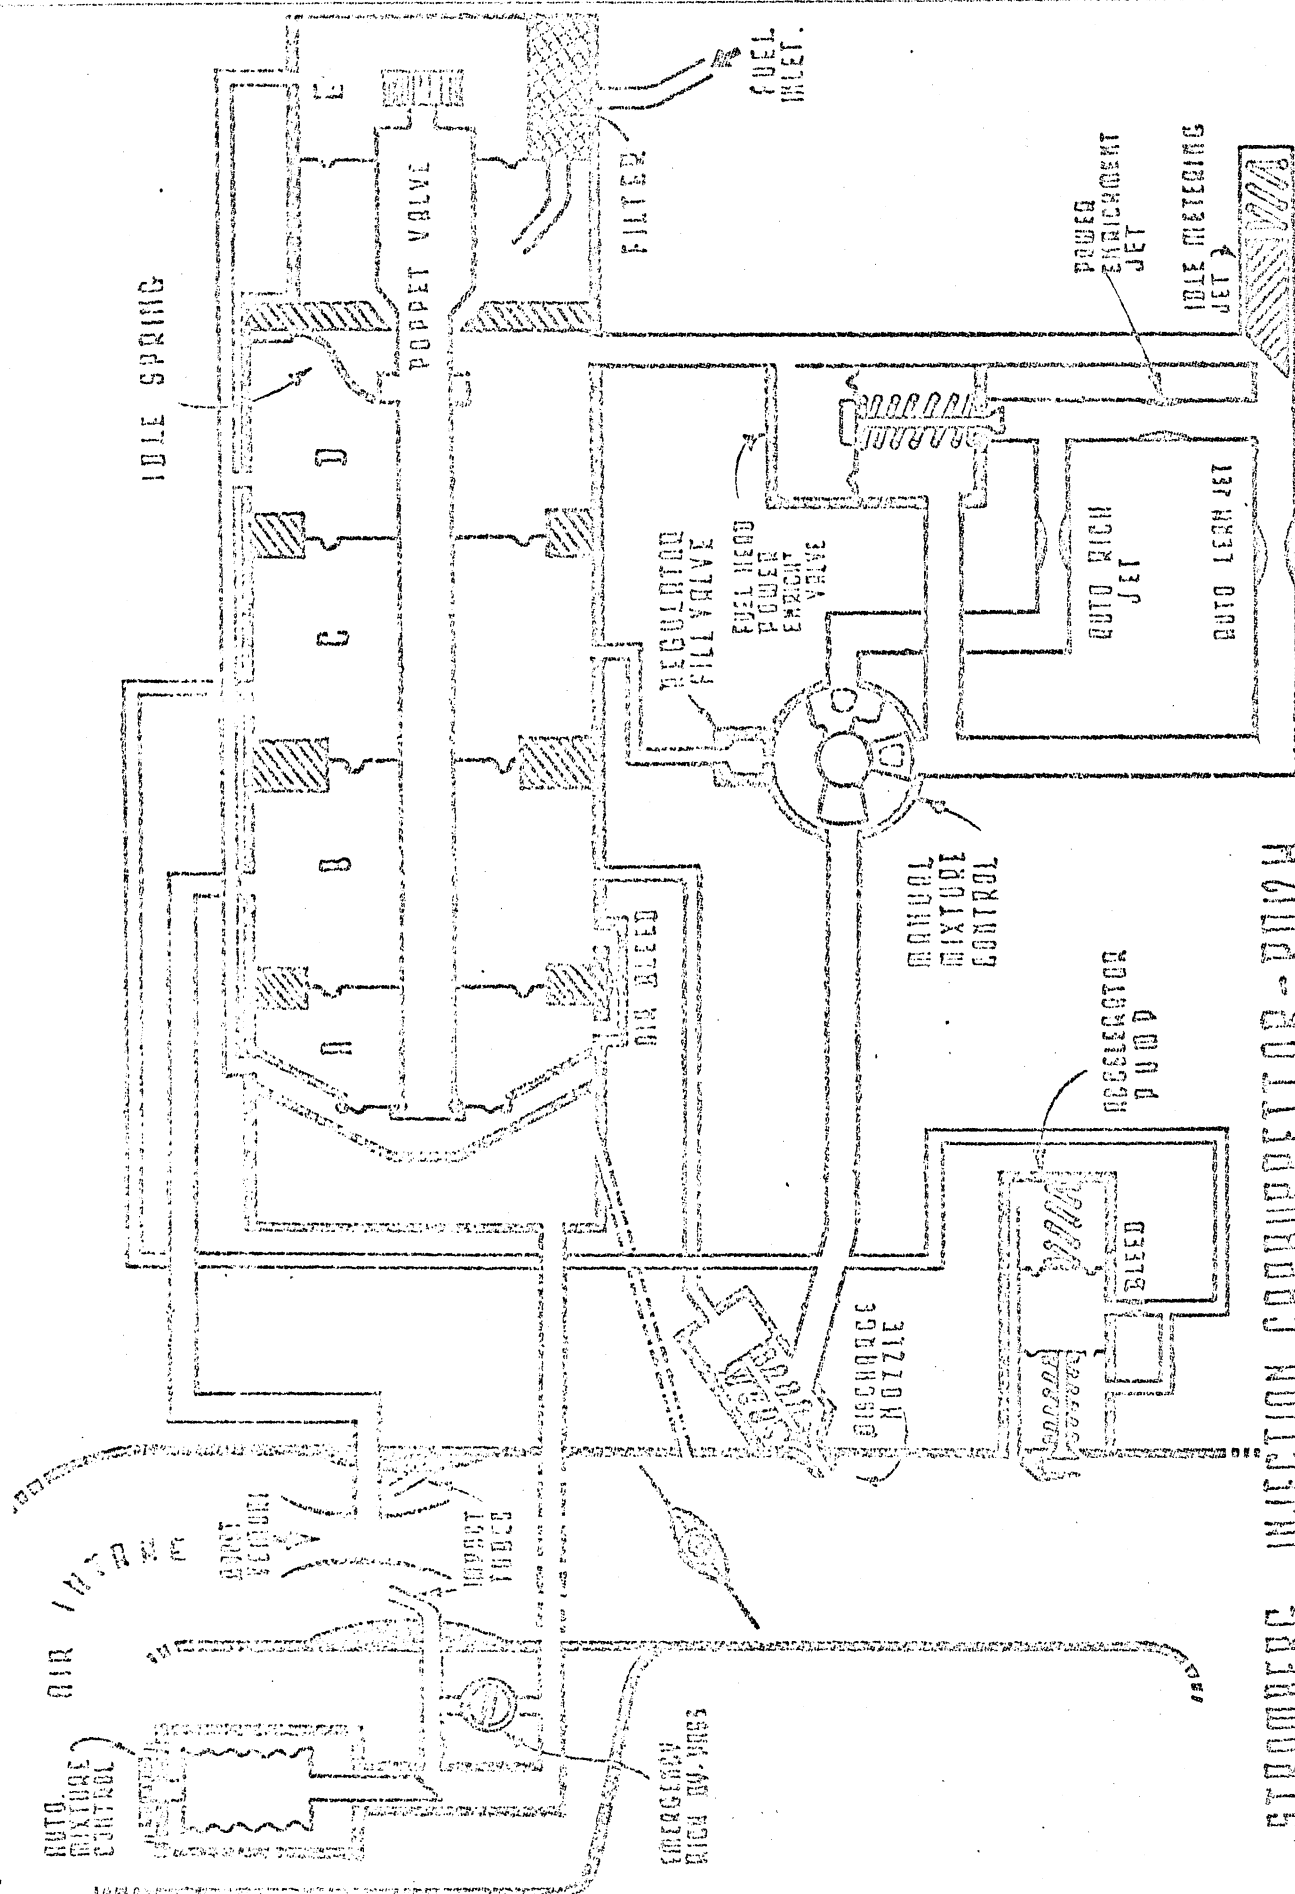 AIR INTAKE
AUTO.
MIXTURE
CONTROL
BOOST
VENTURI
IMPACT
TUBES
EMERGENCY
RICH BY-PASS
IDLE SPRING
A
B
C
D
E
POPPET VALVE
FUEL
INLET.
FILTER
AIR BLEED
REGULATOR
FILL VALVE
FUEL HEAD
POWER
ENRICH
VALVE
POWER
ENRICHMENT
JET
IDLE METERING
JET
AUTO RICH
JET
AUTO LEAN JET
MANUAL
MIXTURE
CONTROL
DISCHARGE
NOZZLE
ACCELERATOR
PUMP
BLEED
STROMBERG INJECTION CARBURETTOR -